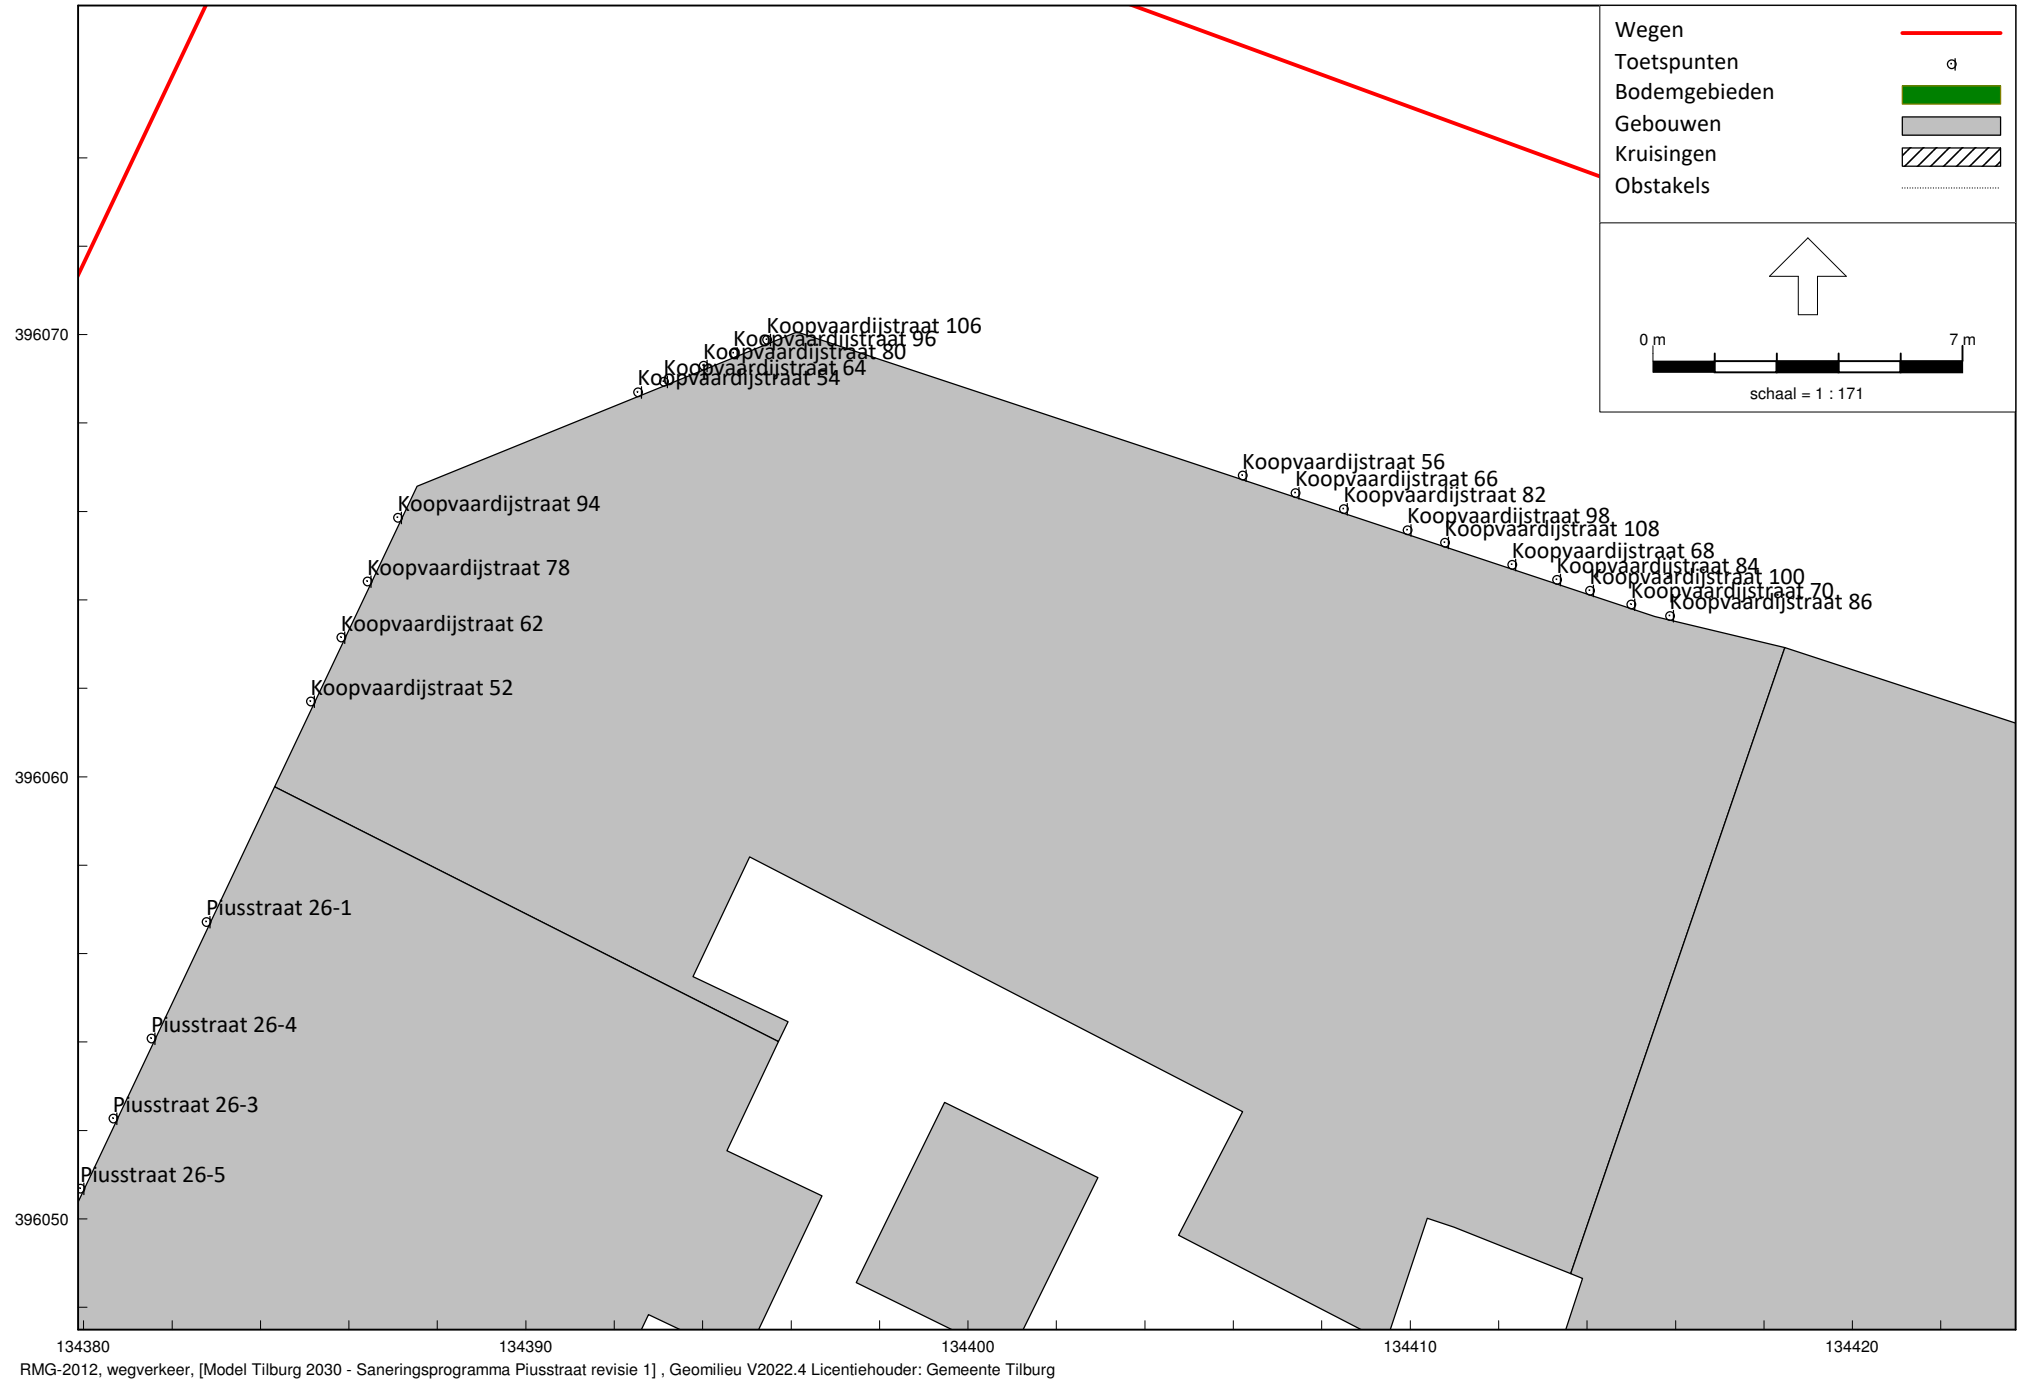 Wegen
Toetspunten
Bodemgebieden
Gebouwen
Kruisingen
Obstakels
0 m
7 m
schaal = 1 : 171
396070
396060
396050
Koopvaardijstraat 106
Koopvaardijstraat 96
Koopvaardijstraat 80
Koopvaardijstraat 64
Koopvaardijstraat 54
Koopvaardijstraat 56
Koopvaardijstraat 66
Koopvaardijstraat 82
Koopvaardijstraat 98
Koopvaardijstraat 108
Koopvaardijstraat 68
Koopvaardijstraat 84
Koopvaardijstraat 100
Koopvaardijstraat 70
Koopvaardijstraat 86
Koopvaardijstraat 94
Koopvaardijstraat 78
Koopvaardijstraat 62
Koopvaardijstraat 52
Piusstraat 26-1
Piusstraat 26-4
Piusstraat 26-3
Piusstraat 26-5
134380
134390
134400
134410
134420
RMG-2012, wegverkeer, [Model Tilburg 2030 - Saneringsprogramma Piusstraat revisie 1] , Geomilieu V2022.4 Licentiehouder: Gemeente Tilburg